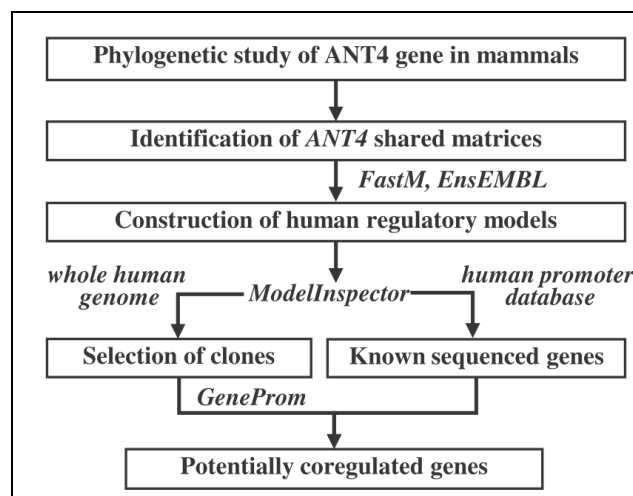 Phylogenetic study of ANT4 gene in mammals
Identification of ANT4 shared matrices
FastM, EnsEMBL
Construction of human regulatory models
whole human
genome
ModelInspector
human promoter
database
Selection of clones
Known sequenced genes
GeneProm
Potentially coregulated genes